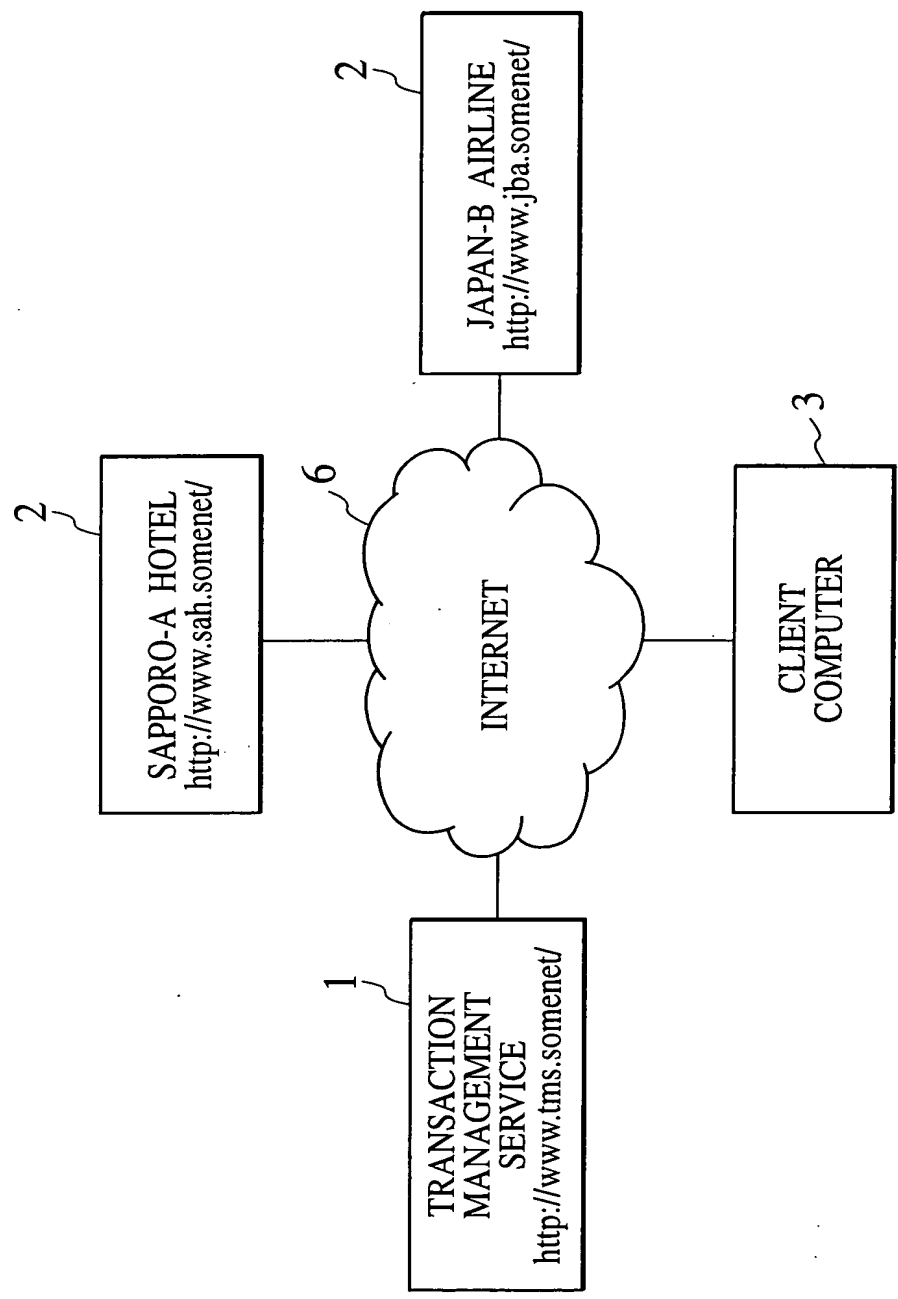 2
SAPPORO-A HOTEL
http://www.sah.somenet/
1
TRANSACTION
MANAGEMENT
SERVICE
http://www.tms.somenet/
6
INTERNET
2
JAPAN-B AIRLINE
http://www.jba.somenet/
3
CLIENT
COMPUTER